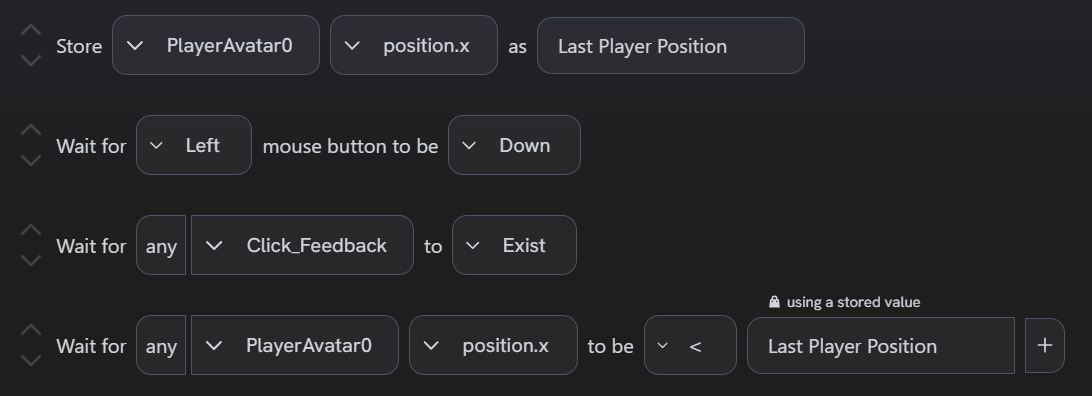 Store PlayerAvatar0 position.x as Last Player Position
Wait for Left mouse button to be Down
Wait for any Click_Feedback to Exist
using a stored value
Wait for any PlayerAvatar0 position.x to be < Last Player Position +